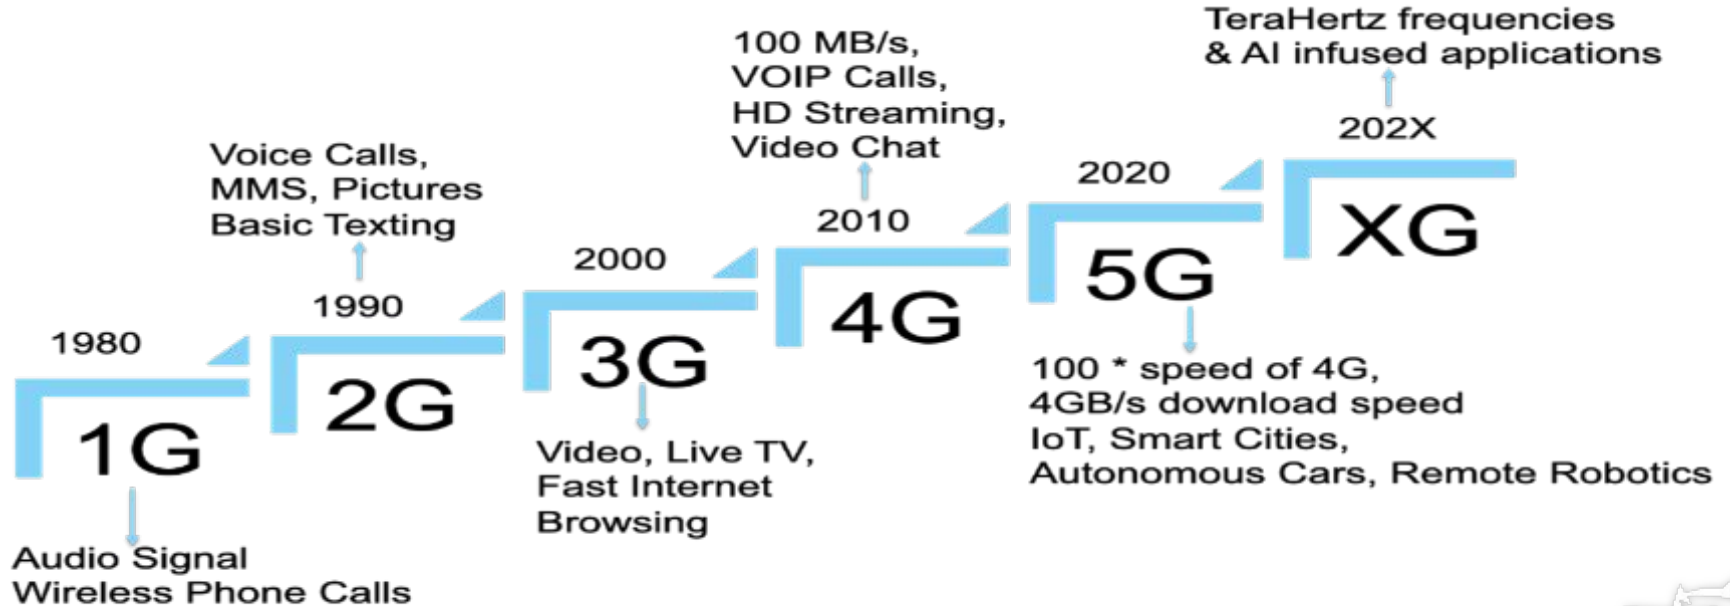 1980
1G
Audio Signal
Wireless Phone Calls
Voice Calls,
MMS, Pictures
Basic Texting
1990
2G
2000
3G
Video, Live TV,
Fast Internet
Browsing
100 MB/s,
VOIP Calls,
HD Streaming,
Video Chat
2010
4G
2020
5G
100 * speed of 4G,
4GB/s download speed
IoT, Smart Cities,
Autonomous Cars, Remote Robotics
TeraHertz frequencies
& AI infused applications
202X
XG